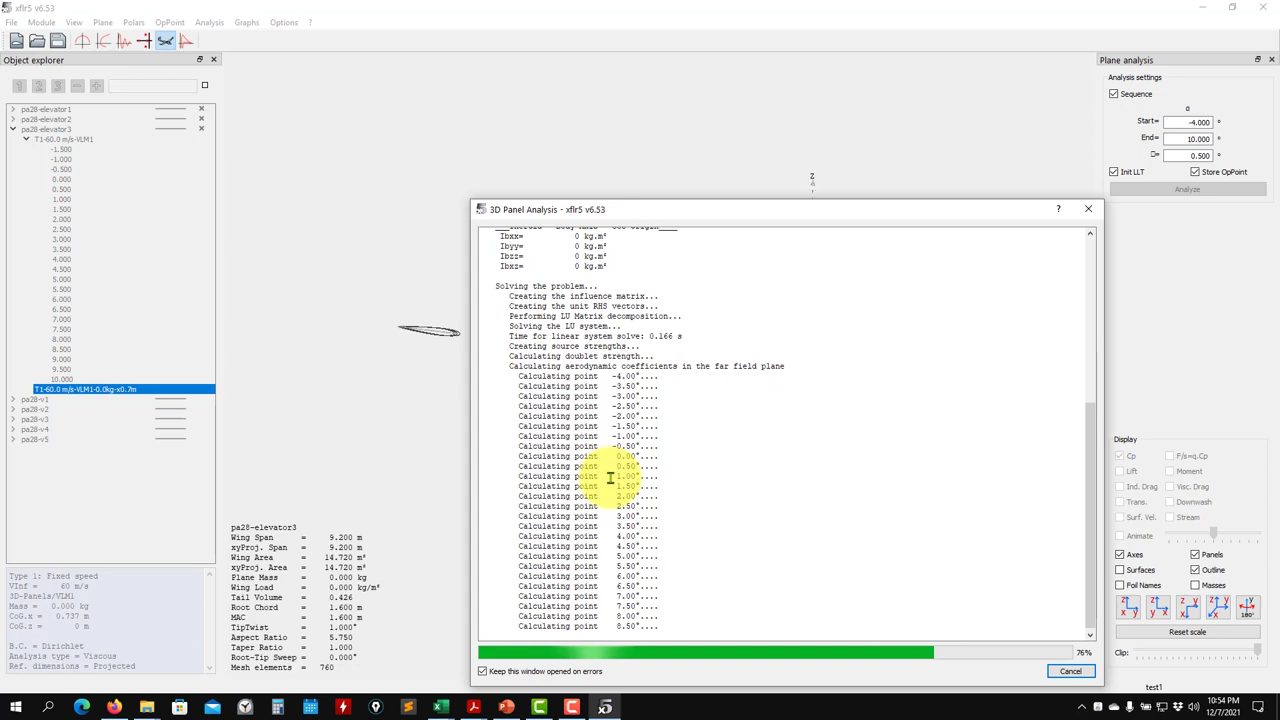 xflr5 v6.53
File Module View Plane Polars OpPoint Analysis Graphs Options ?
Object explorer
1 2 3 − +
pa28-elevator1
pa28-elevator2
pa28-elevator3
T1-60.0 m/s-VLM1
-1.500
-1.000
-0.500
0.000
0.500
1.000
1.500
2.000
2.500
3.000
3.500
4.000
4.500
5.000
5.500
6.000
6.500
7.000
7.500
8.000
8.500
9.000
9.500
10.000
T1-60.0 m/s-VLM1-0.0kg-x0.7m
pa28-v1
pa28-v2
pa28-v3
pa28-v4
pa28-v5
Type 1: Fixed speed
VInf = 60 m/s
3D-Panels/VLM1
Mass = 0.000 kg
CoG.x = 0.737 m
CoG.z = 0 m
B.C. = Dirichlet
Analysis type = Viscous
Ref. dimensions = Projected
pa28-elevator3
Wing Span = 9.200 m
xyProj. Span = 9.200 m
Wing Area = 14.720 m²
xyProj. Area = 14.720 m²
Plane Mass = 0.000 kg
Wing Load = 0.000 kg/m²
Tail Volume = 0.426
Root Chord = 1.600 m
MAC = 1.600 m
TipTwist = 1.000°
Aspect Ratio = 5.750
Taper Ratio = 1.000
Root-Tip Sweep = 0.000°
Mesh elements = 760
Z
3D Panel Analysis - xflr5 v6.53
?
Ibxx= 0 kg.m²
Ibyy= 0 kg.m²
Ibzz= 0 kg.m²
Ibxz= 0 kg.m²
Solving the problem...
Creating the influence matrix...
Creating the unit RHS vectors...
Performing LU Matrix decomposition...
Solving the LU system...
Time for linear system solve: 0.166 s
Creating source strengths...
Calculating doublet strength...
Calculating aerodynamic coefficients in the far field plane
Calculating point -4.00°....
Calculating point -3.50°....
Calculating point -3.00°....
Calculating point -2.50°....
Calculating point -2.00°....
Calculating point -1.50°....
Calculating point -1.00°....
Calculating point -0.50°....
Calculating point 0.00°....
Calculating point 0.50°....
Calculating point 1.00°....
Calculating point 1.50°....
Calculating point 2.00°....
Calculating point 2.50°....
Calculating point 3.00°....
Calculating point 3.50°....
Calculating point 4.00°....
Calculating point 4.50°....
Calculating point 5.00°....
Calculating point 5.50°....
Calculating point 6.00°....
Calculating point 6.50°....
Calculating point 7.00°....
Calculating point 7.50°....
Calculating point 8.00°....
Calculating point 8.50°....
76%
Keep this window opened on errors
Cancel
Plane analysis
Analysis settings
Sequence
α
Start= -4.000 °
End= 10.000 °
= 0.500 °
Init LLT Store OpPoint
Analyze
Display
Cp F/s=q.Cp
Lift Moment
Ind. Drag Visc. Drag
Trans. Downwash
Surf. Vel. Stream
Animate
Axes Panels
Surfaces Outline
Foil Names Masses
Reset scale
Clip:
test1
10:54 PM
12/7/2021